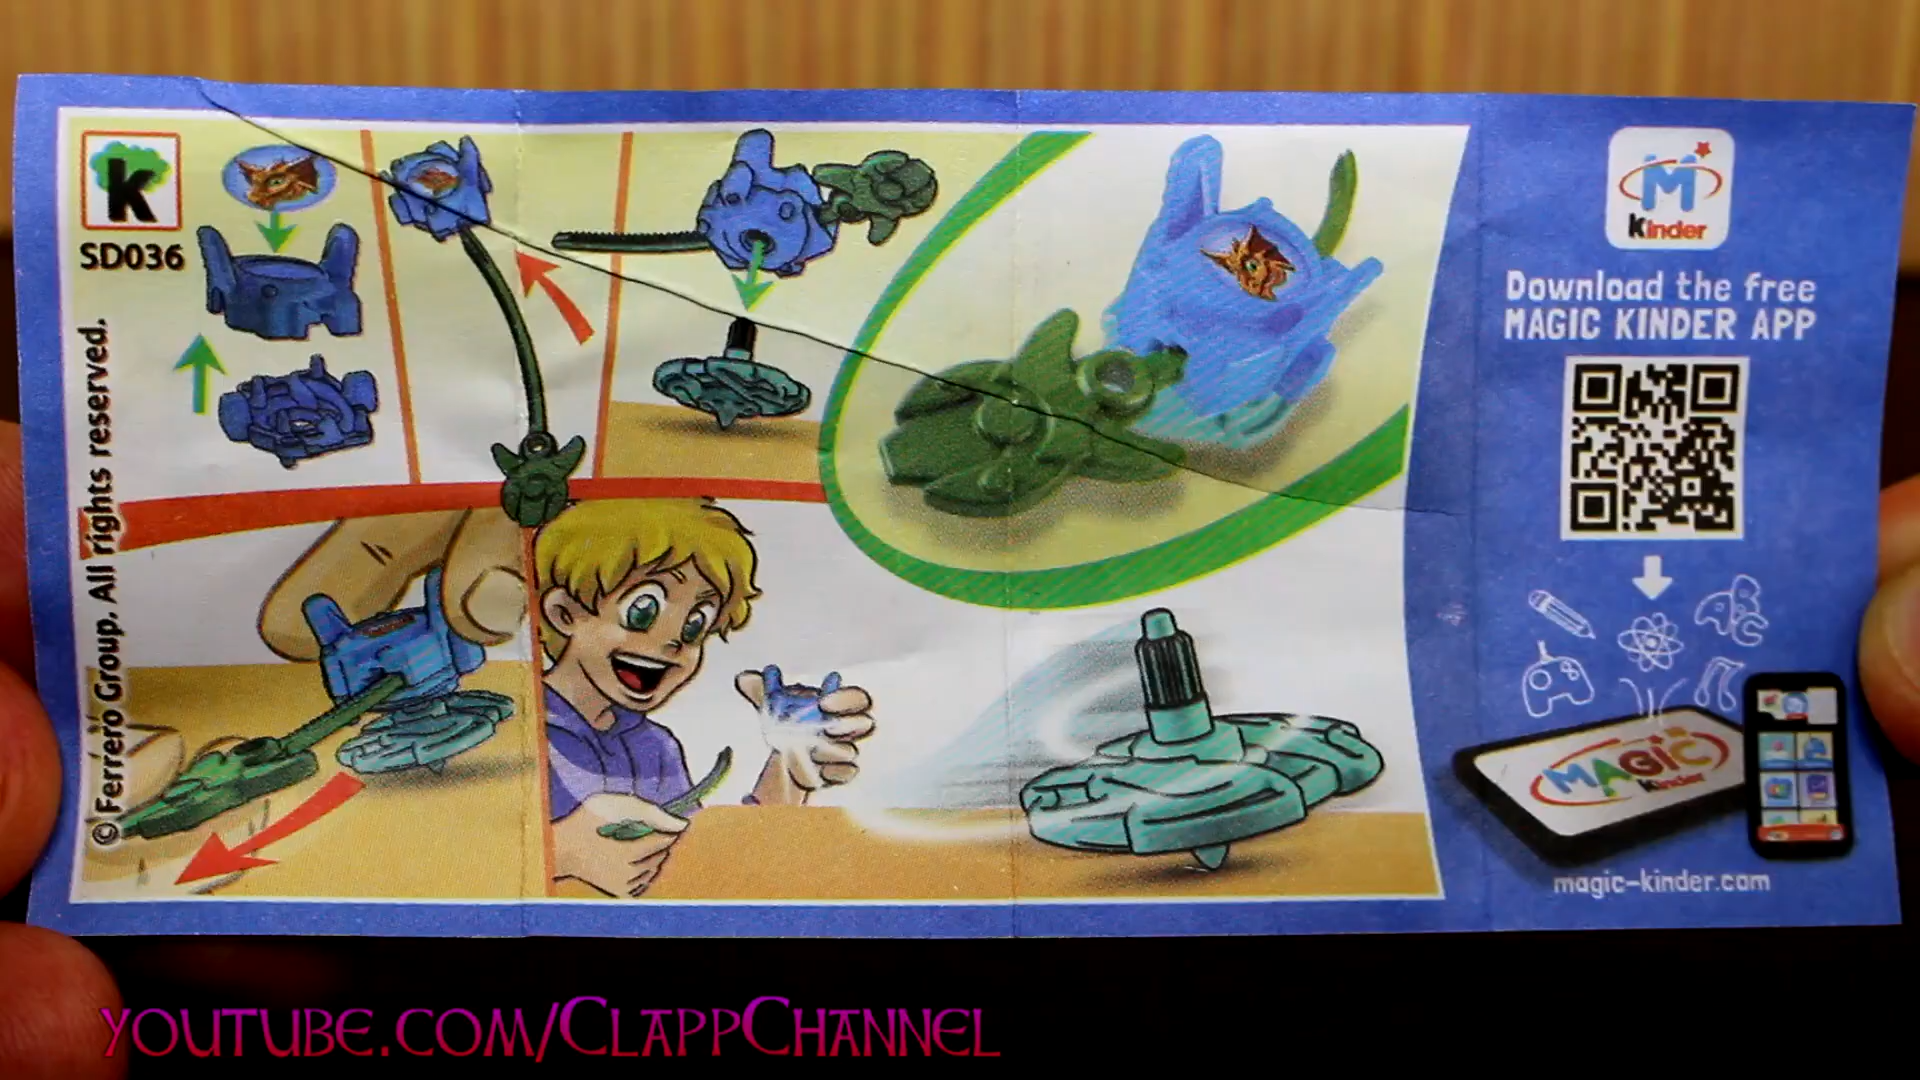 K
SD036
©Ferrero Group. All rights reserved.
M
Kinder
Download the free
MAGIC KINDER APP
ABC
MAGIC
Kinder
magic-kinder.com
youtube.com/ClappChannel